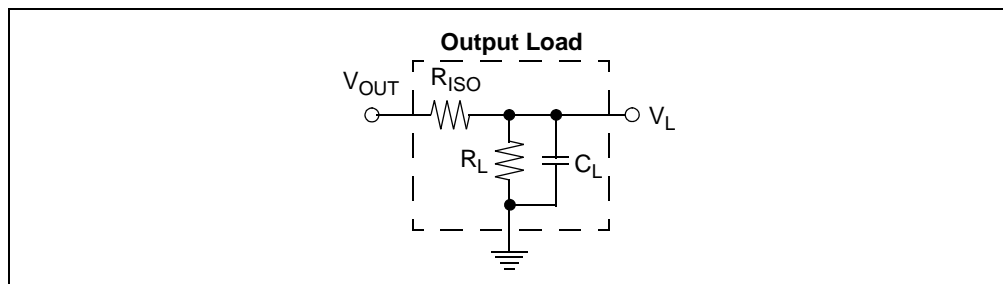 Output Load
V_OUT
R_ISO
V_L
R_L
C_L